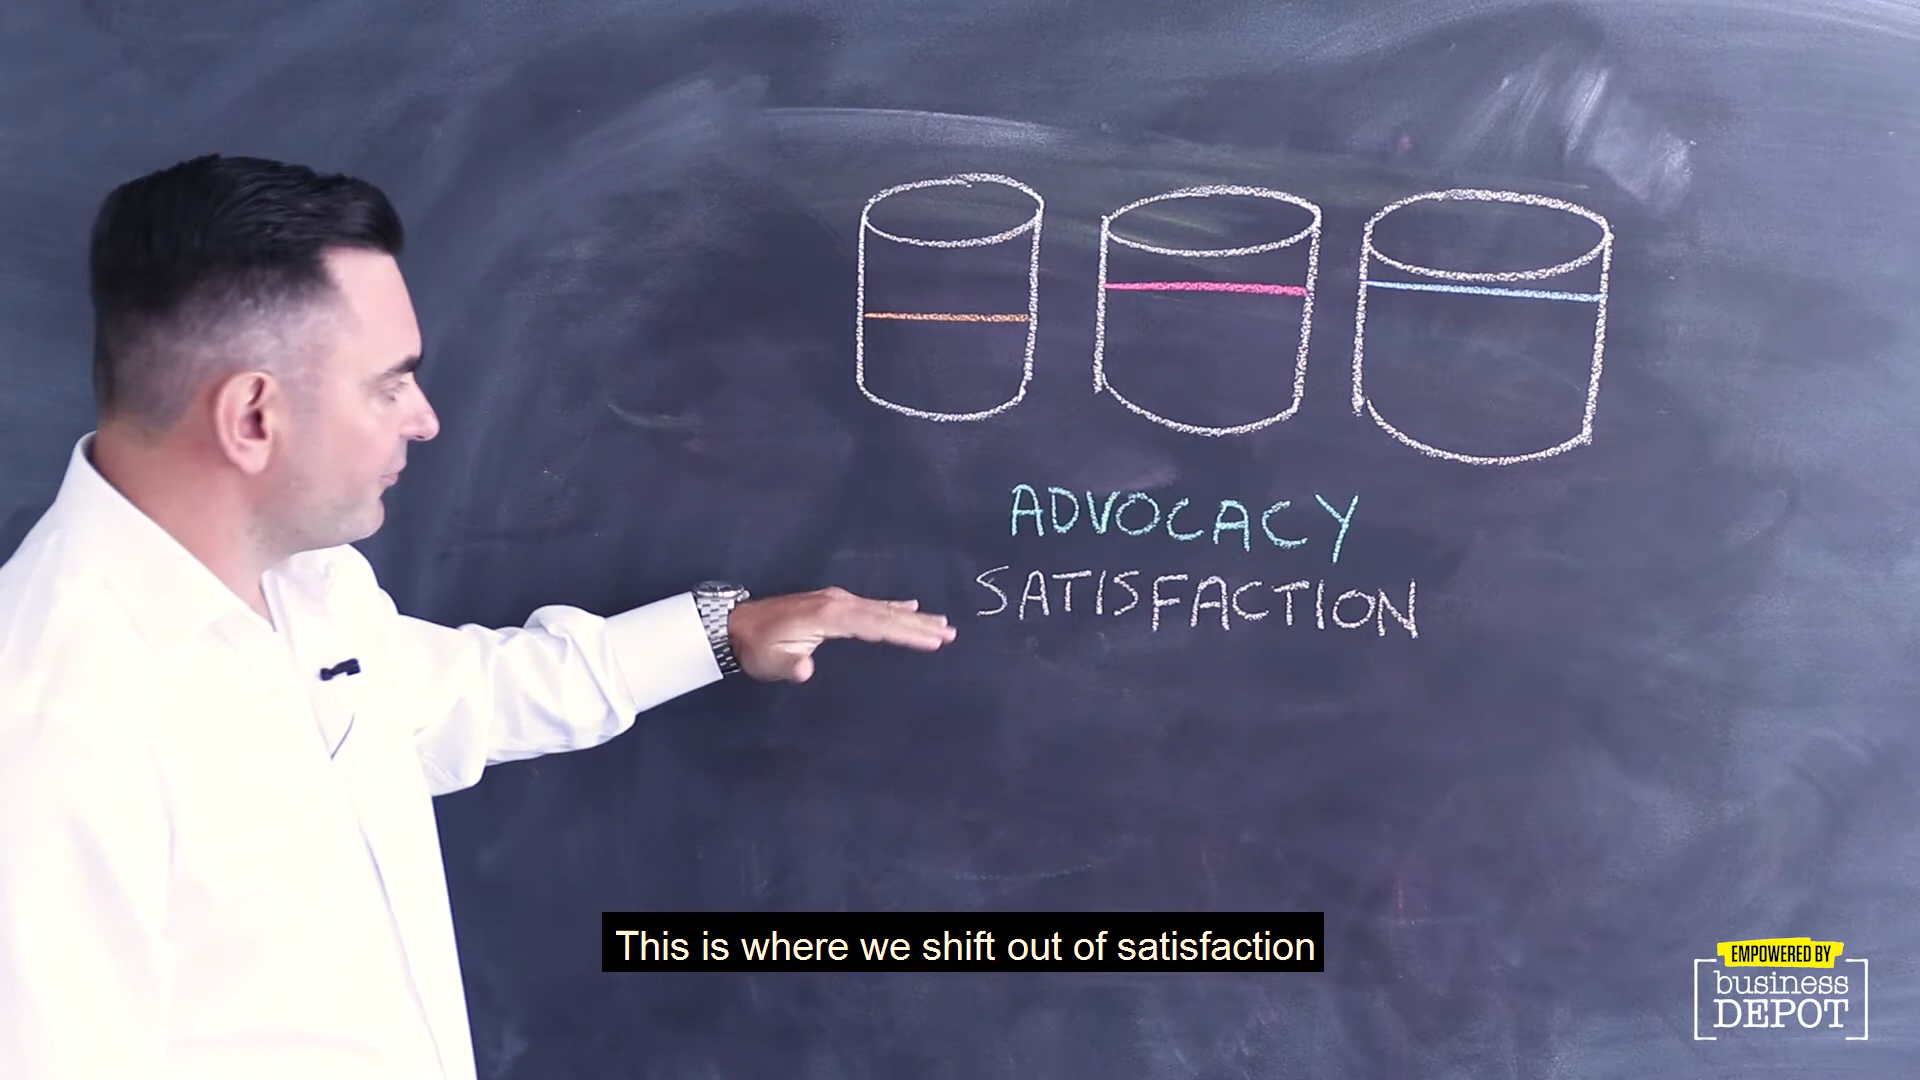 ADVOCACY
SATISFACTION
This is where we shift out of satisfaction
EMPOWERED BY
business
DEPOT